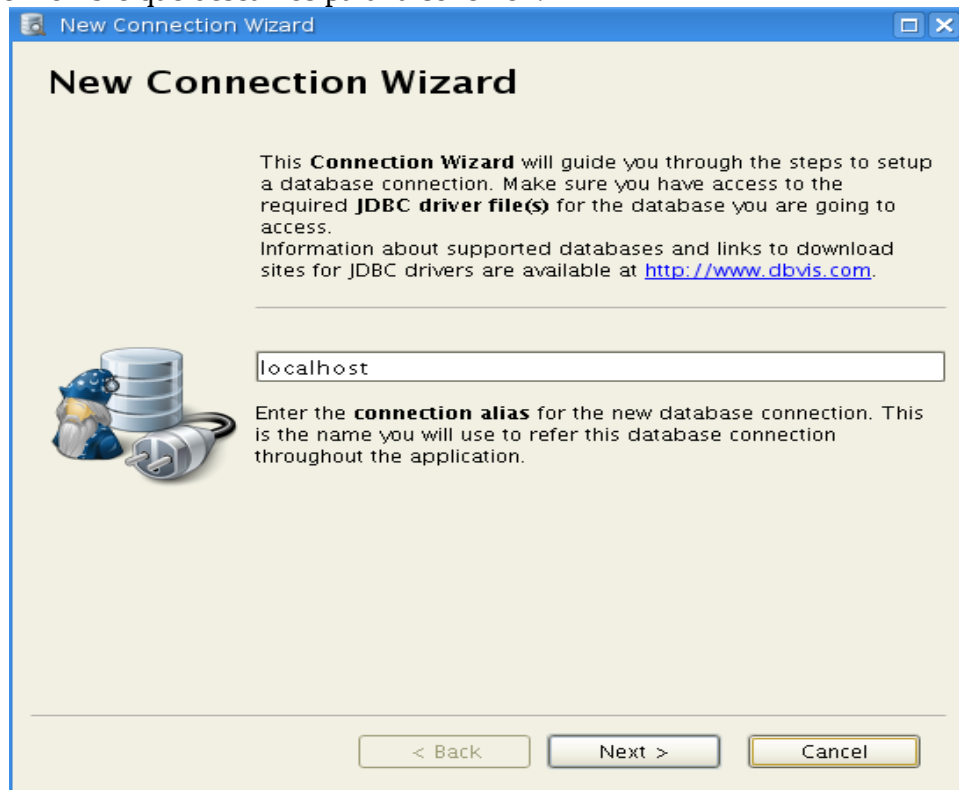 New Connection Wizard
New Connection Wizard
This Connection Wizard will guide you through the steps to setup
a database connection. Make sure you have access to the
required JDBC driver file(s) for the database you are going to
access.
Information about supported databases and links to download
sites for JDBC drivers are available at http://www.dbvis.com.
localhost
Enter the connection alias for the new database connection. This
is the name you will use to refer this database connection
throughout the application.
< Back
Next >
Cancel